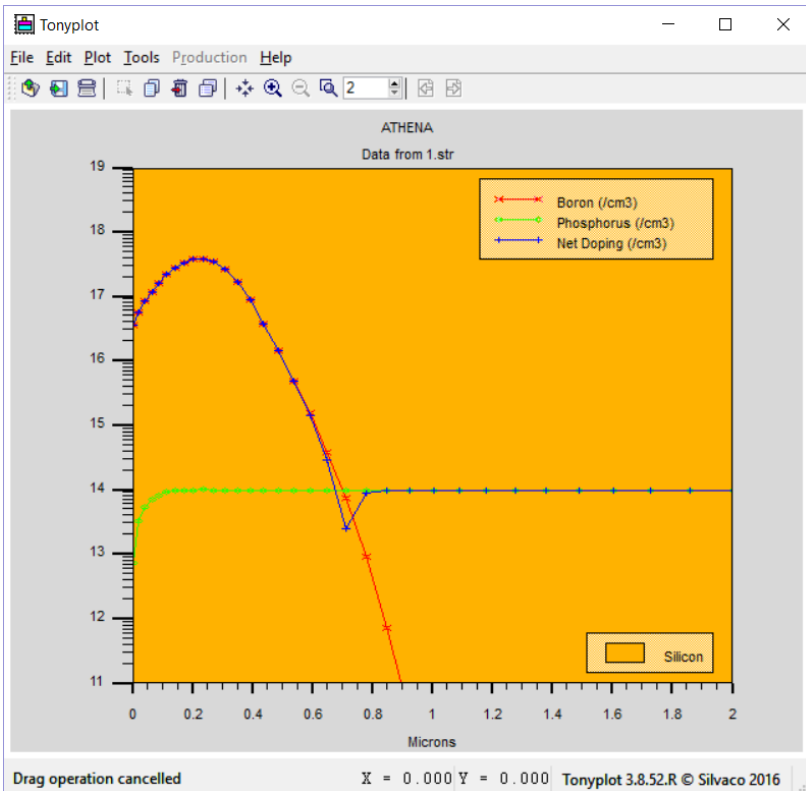 Tonyplot
File Edit Plot Tools Production Help
2
ATHENA
Data from 1.str
19
18
17
16
15
14
13
12
11
Boron (/cm3)
Phosphorus (/cm3)
Net Doping (/cm3)
Silicon
0 0.2 0.4 0.6 0.8 1 1.2 1.4 1.6 1.8 2
Microns
Drag operation cancelled X = 0.000 Y = 0.000 Tonyplot 3.8.52.R © Silvaco 2016